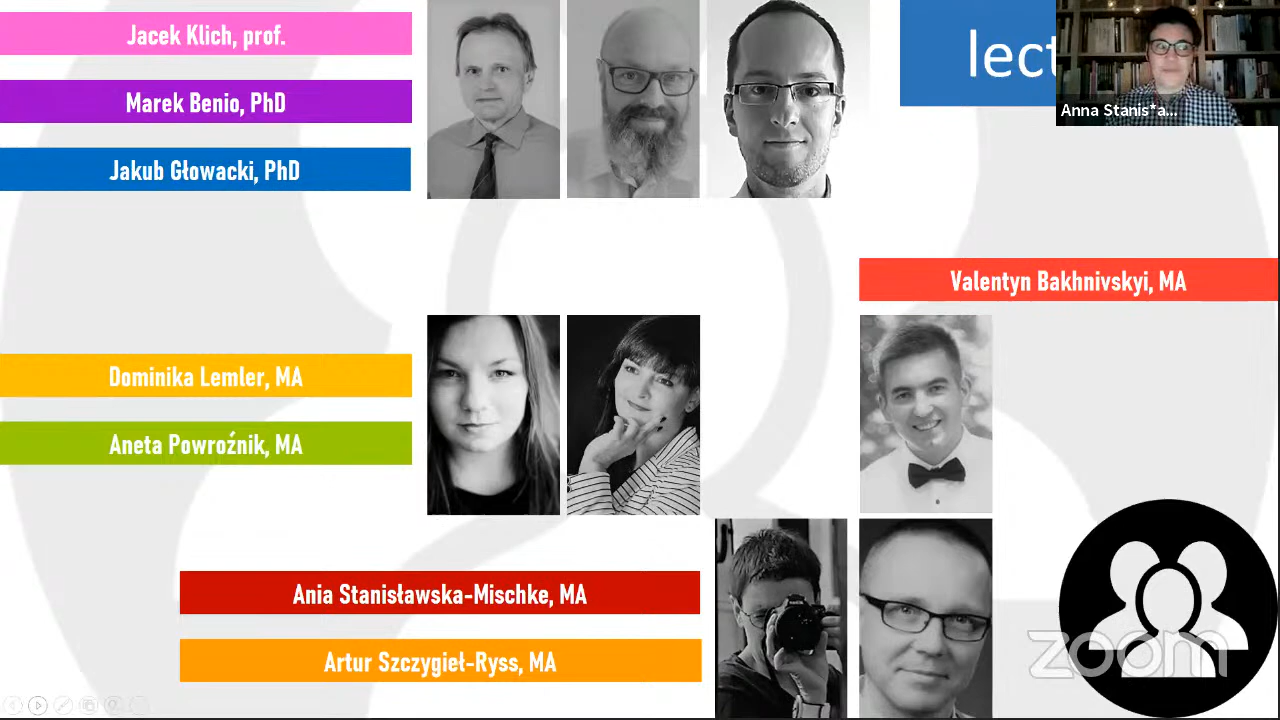 Jacek Klich, prof.
lect
Marek Benio, PhD
Anna Stanis*a...
Jakub Głowacki, PhD
Valentyn Bakhnivskyi, MA
Dominika Lemler, MA
Aneta Powroźnik, MA
Ania Stanisławska-Mischke, MA
Artur Szczygieł-Ryss, MA
zoom